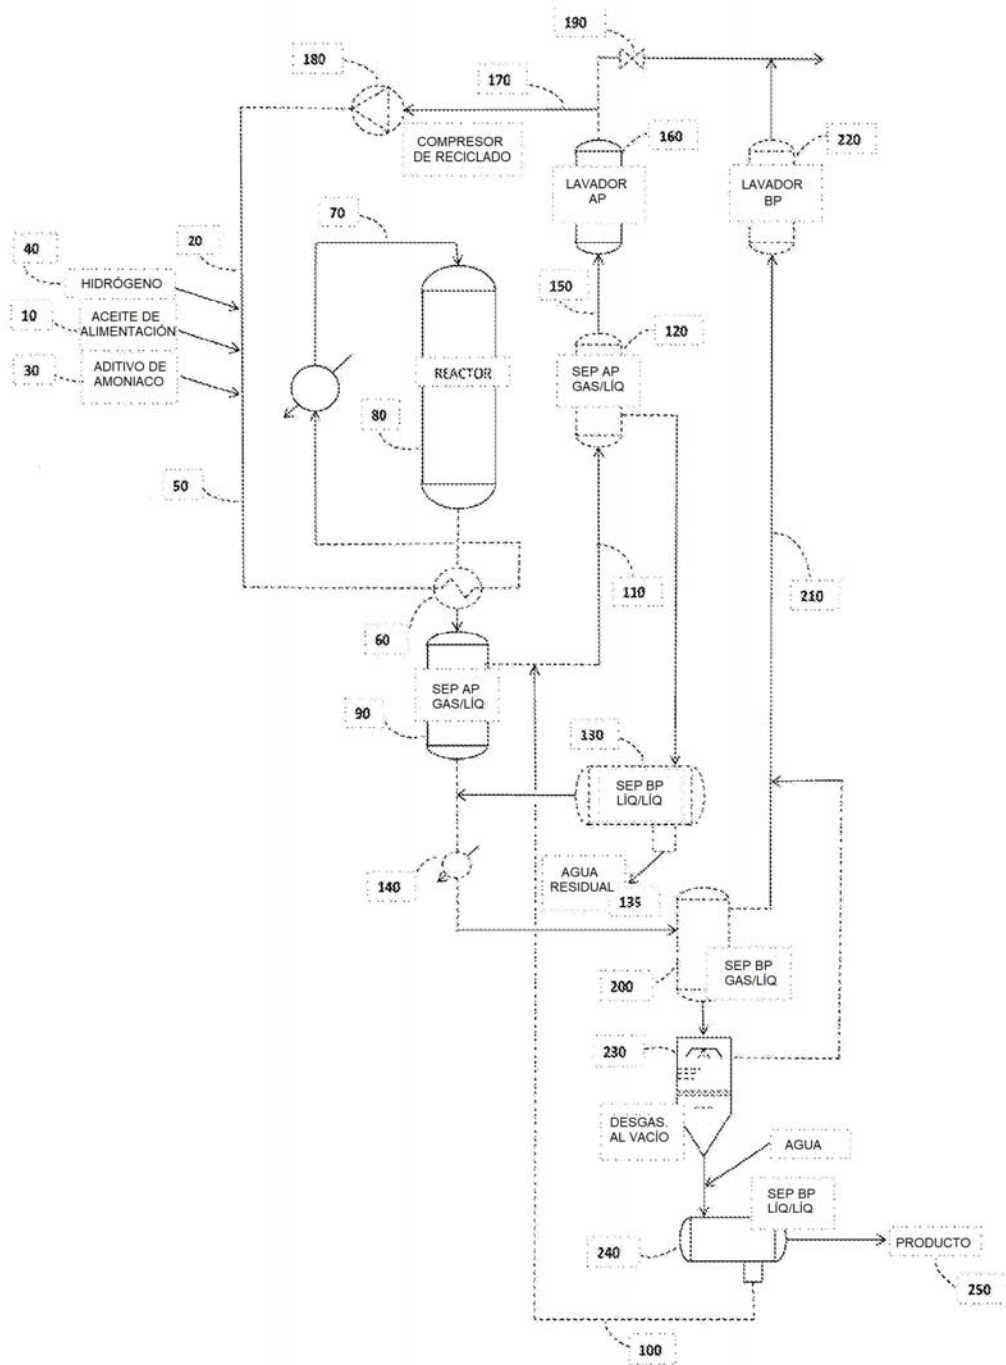 190
180
170
COMPRESOR
DE RECICLADO
160
220
LAVADOR
AP
LAVADOR
BP
70
20
40
HIDRÓGENO
150
10
ACEITE DE
ALIMENTACIÓN
120
30
ADITIVO DE
AMONIACO
REACTOR
SEP AP
GAS/LÍQ
80
50
110
210
60
SEP AP
GAS/LÍQ
90
130
SEP BP
LÍQ/LÍQ
140
AGUA
RESIDUAL
135
SEP BP
GAS/LÍQ
200
230
DESGAS.
AL VACÍO
AGUA
SEP BP
LÍQ/LÍQ
240
PRODUCTO
250
100